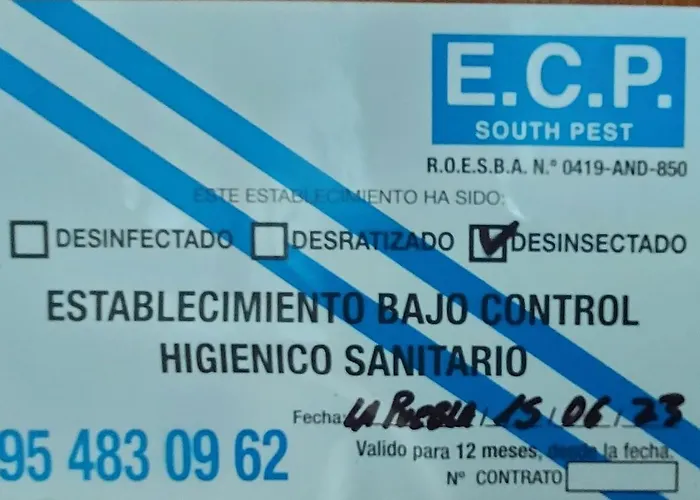 E.C.P.
SOUTH PEST
R.O.E.S.B.A. N.º 0419-AND-850
ESTE ESTABLECIMIENTO HA SIDO:
DESINFECTADO DESRATIZADO DESINSECTADO
ESTABLECIMIENTO BAJO CONTROL
HIGIENICO SANITARIO
Fecha: LA PUEBLA / 15 / 06 / 23
95 483 09 62
Valido para 12 meses, desde la fecha.
Nº CONTRATO